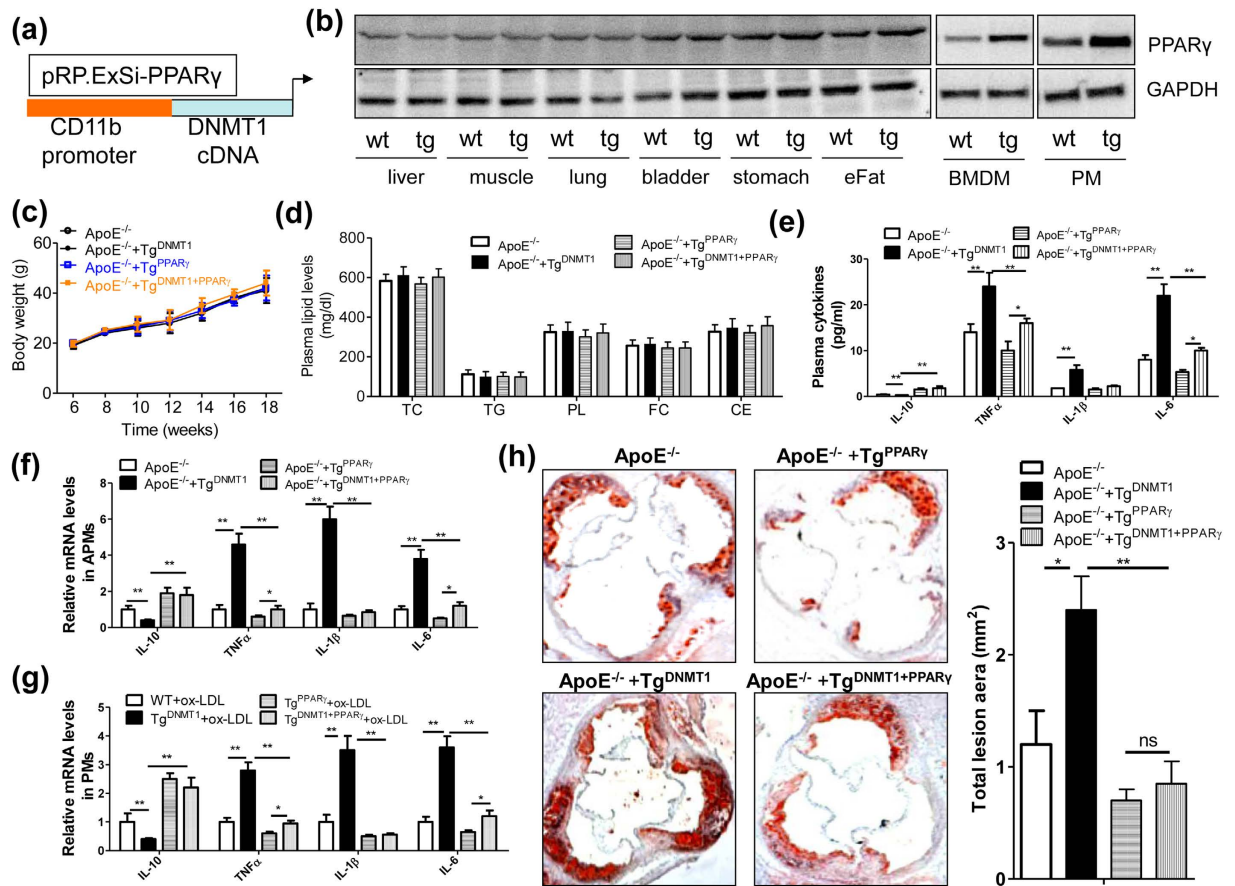 (a)
pRP.ExSi-PPARγ
CD11b
promoter
DNMT1
cDNA
(b)
PPARγ
GAPDH
wt tg wt tg wt tg wt tg wt tg wt tg wt tg wt tg
liver muscle lung bladder stomach eFat BMDM PM
(c)
ApoE-/-
ApoE-/-+TgDNMT1
ApoE-/-+TgPPARγ
ApoE-/-+TgDNMT1+PPARγ
Body weight (g)
60
40
20
0
6 8 10 12 14 16 18
Time (weeks)
(d)
ApoE-/-
ApoE-/-+TgDNMT1
ApoE-/-+TgPPARγ
ApoE-/-+TgDNMT1+PPARγ
Plasma lipid levels
(mg/dl)
800
600
400
200
0
TC TG PL FC CE
(e)
ApoE-/-
ApoE-/-+TgDNMT1
ApoE-/-+TgPPARγ
ApoE-/-+TgDNMT1+PPARγ
Plasma cytokines
(pg/ml)
30
20
10
0
** ** ** ** * ** ** ** *
IL-10 TNFα IL-1β IL-6
(f)
ApoE-/-
ApoE-/-+TgDNMT1
ApoE-/-+TgPPARγ
ApoE-/-+TgDNMT1+PPARγ
Relative mRNA levels
in APMs
8
6
4
2
0
** ** ** ** * ** ** ** ** *
IL-10 TNFα IL-1β IL-6
(g)
WT+ox-LDL
TgDNMT1+ox-LDL
TgPPARγ+ox-LDL
TgDNMT1+PPARγ+ox-LDL
Relative mRNA levels
in PMs
5
4
3
2
1
0
** ** ** ** * ** ** ** ** *
IL-10 TNFα IL-1β IL-6
(h)
ApoE-/-
ApoE-/- +TgPPARγ
ApoE-/- +TgDNMT1
ApoE-/- +TgDNMT1+PPARγ
ApoE-/-
ApoE-/-+TgDNMT1
ApoE-/-+TgPPARγ
ApoE-/-+TgDNMT1+PPARγ
Total lesion aera (mm2)
3
2
1
0
* ** ns